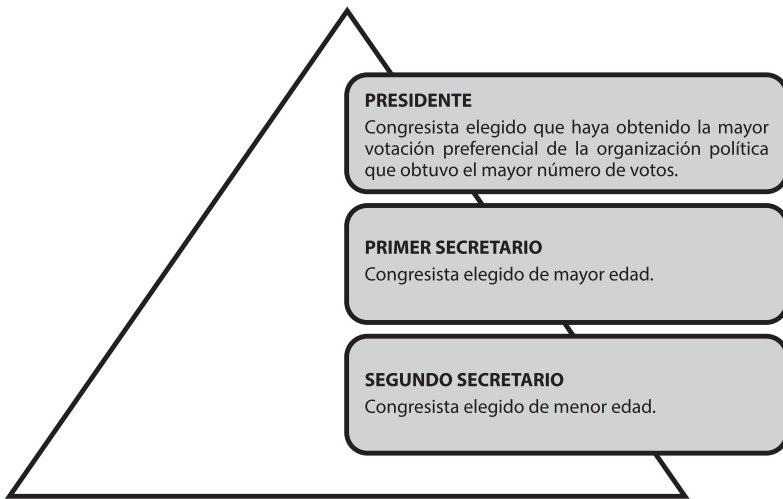 PRESIDENTE
Congresista elegido que haya obtenido la mayor
votación preferencial de la organización política
que obtuvo el mayor número de votos.
PRIMER SECRETARIO
Congresista elegido de mayor edad.
SEGUNDO SECRETARIO
Congresista elegido de menor edad.